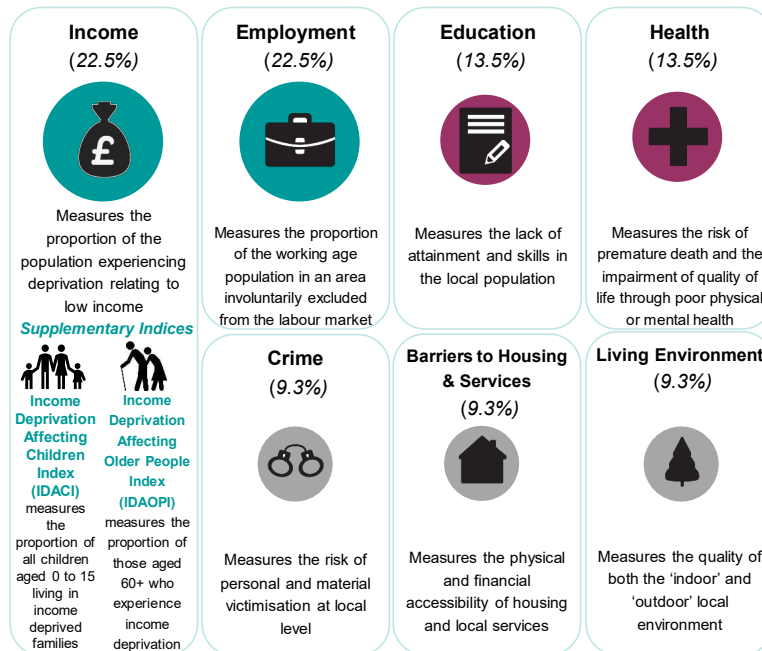 Income
(22.5%)
£
Measures the
proportion of the
population experiencing
deprivation relating to
low income
Supplementary Indices
Income
Deprivation
Affecting
Children
Index
(IDACI)
measures
the
proportion of
all children
aged 0 to 15
living in
income
deprived
families
Income
Deprivation
Affecting
Older People
Index
(IDAOPI)
measures the
proportion of
those aged
60+ who
experience
income
deprivation
Employment
(22.5%)
Measures the proportion
of the working age
population in an area
involuntarily excluded
from the labour market
Education
(13.5%)
Measures the lack of
attainment and skills in
the local population
Health
(13.5%)
Measures the risk of
premature death and the
impairment of quality of
life through poor physical
or mental health
Crime
(9.3%)
Measures the risk of
personal and material
victimisation at local
level
Barriers to Housing
& Services
(9.3%)
Measures the physical
and financial
accessibility of housing
and local services
Living Environment
(9.3%)
Measures the quality of
both the ‘indoor’ and
‘outdoor’ local
environment